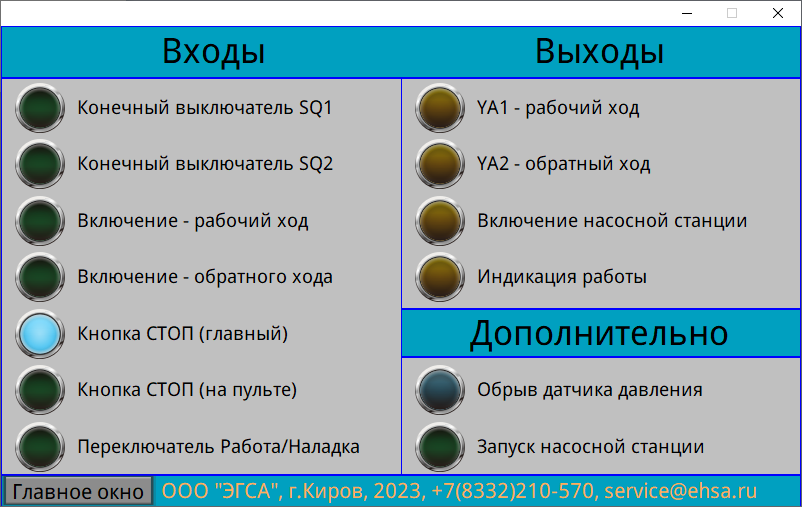 Входы
Конечный выключатель SQ1
Конечный выключатель SQ2
Включение - рабочий ход
Включение - обратного хода
Кнопка СТОП (главный)
Кнопка СТОП (на пульте)
Переключатель Работа/Наладка
Выходы
YA1 - рабочий ход
YA2 - обратный ход
Включение насосной станции
Индикация работы
Дополнительно
Обрыв датчика давления
Запуск насосной станции
Главное окно
ООО "ЭГСА", г.Киров, 2023, +7(8332)210-570, service@ehsa.ru